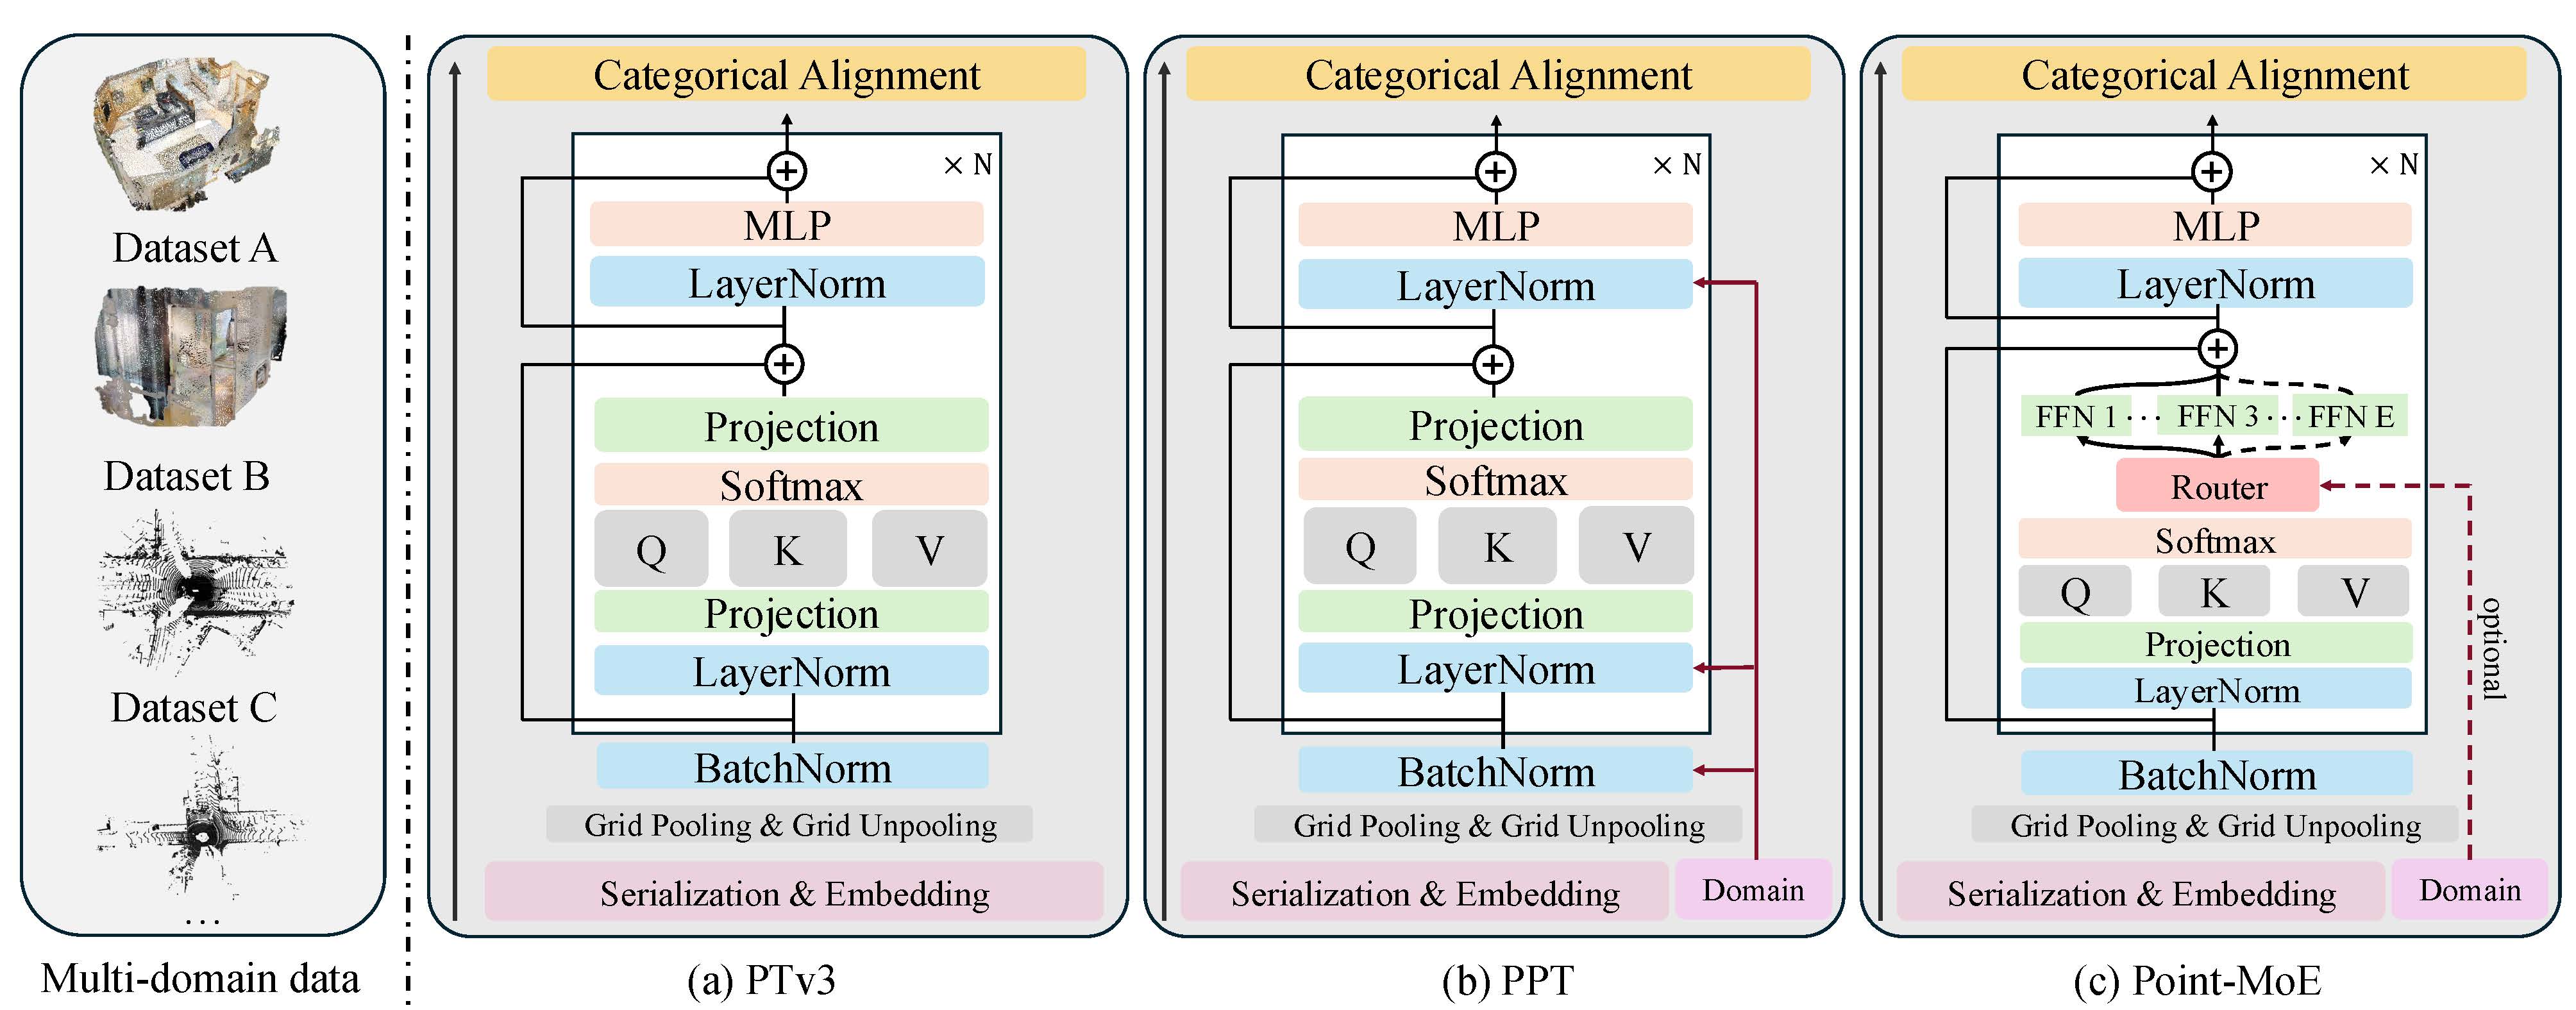 Dataset A
Dataset B
Dataset C
...
Multi-domain data
Categorical Alignment
× N
MLP
LayerNorm
Projection
Softmax
Q K V
Projection
LayerNorm
BatchNorm
Grid Pooling & Grid Unpooling
Serialization & Embedding
(a) PTv3
Categorical Alignment
× N
MLP
LayerNorm
Projection
Softmax
Q K V
Projection
LayerNorm
BatchNorm
Grid Pooling & Grid Unpooling
Serialization & Embedding
Domain
(b) PPT
Categorical Alignment
× N
MLP
LayerNorm
FFN 1 ... FFN 3 ... FFN E
Router
Softmax
Q K V
Projection
LayerNorm
optional
BatchNorm
Grid Pooling & Grid Unpooling
Serialization & Embedding
Domain
(c) Point-MoE